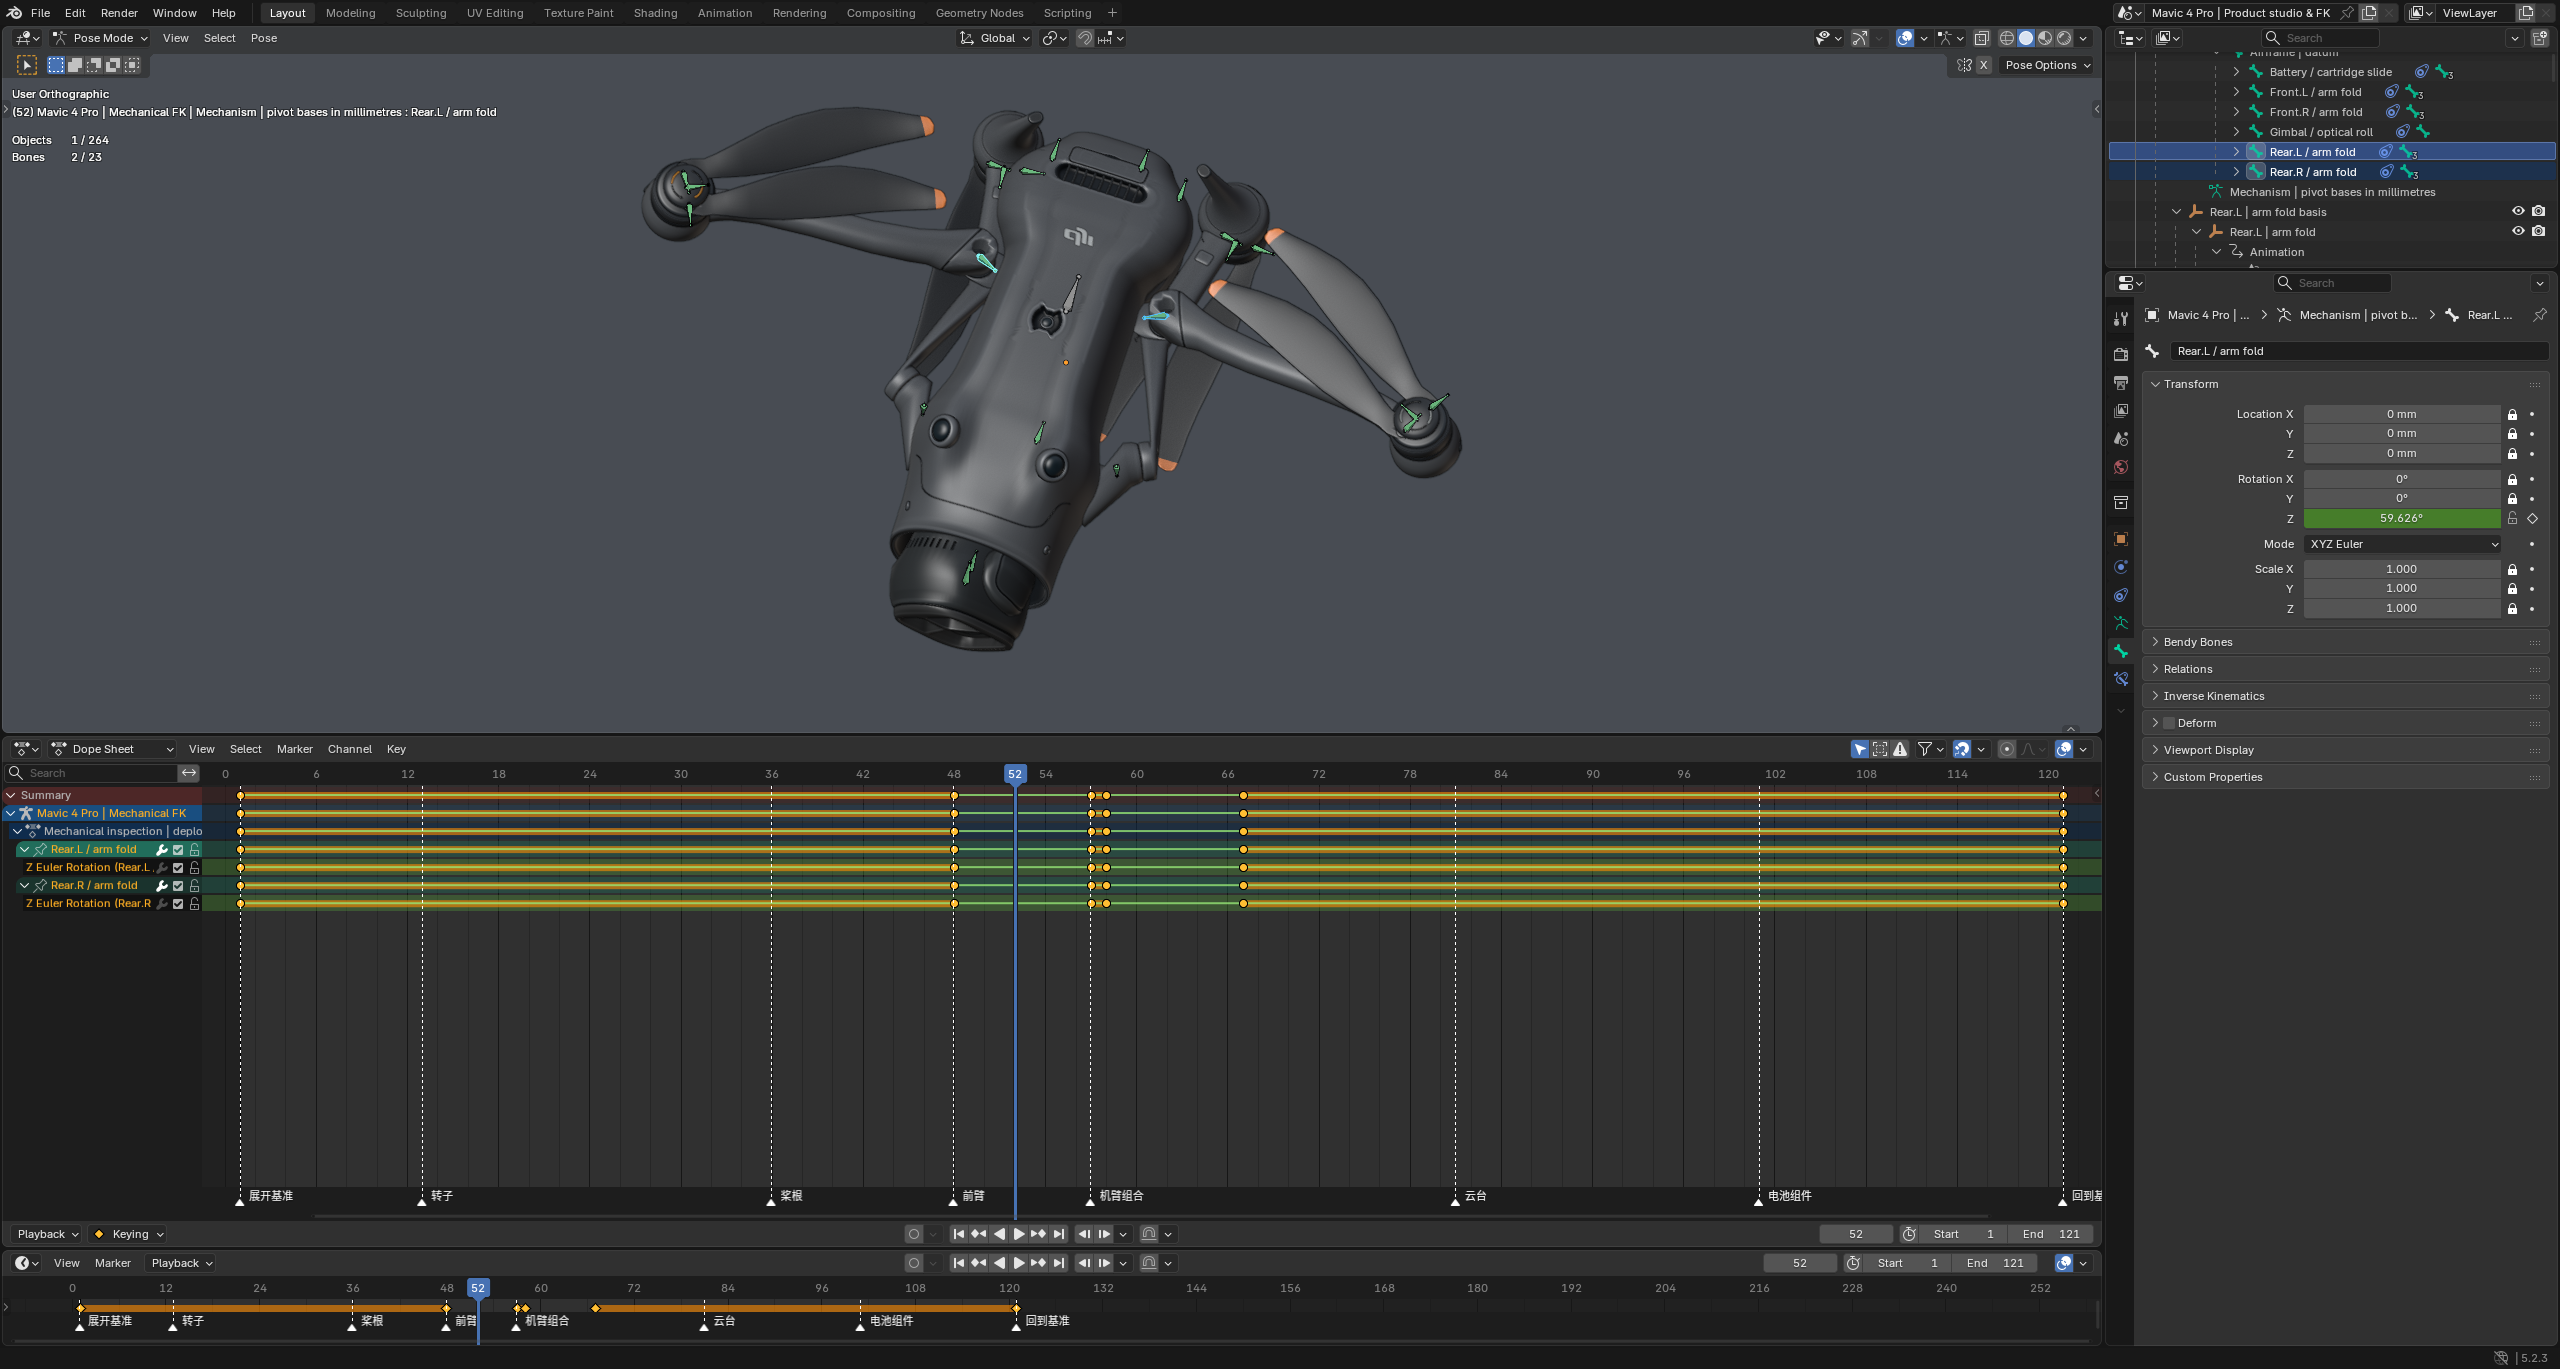 File Edit Render Window Help Layout Modeling Sculpting UV Editing Texture Paint Shading Animation Rendering Compositing Geometry Nodes Scripting + Mavic 4 Pro | Product studio & FK ViewLayer
Pose Mode View Select Pose Global Search
X Pose Options
User Orthographic
(52) Mavic 4 Pro | Mechanical FK | Mechanism | pivot bases in millimetres : Rear.L / arm fold
Objects 1 / 264
Bones 2 / 23
dji
Airframe | datum
Battery / cartridge slide 3
Front.L / arm fold 3
Front.R / arm fold 3
Gimbal / optical roll
Rear.L / arm fold 3
Rear.R / arm fold 3
Mechanism | pivot bases in millimetres
Rear.L | arm fold basis
Rear.L | arm fold
Animation
Search
Mavic 4 Pro | ... Mechanism | pivot b... Rear.L ...
Rear.L / arm fold
Transform
Location X 0 mm
Y 0 mm
Z 0 mm
Rotation X 0°
Y 0°
Z 59.626°
Mode XYZ Euler
Scale X 1.000
Y 1.000
Z 1.000
Bendy Bones
Relations
Inverse Kinematics
Deform
Viewport Display
Custom Properties
Dope Sheet View Select Marker Channel Key
Search 0 6 12 18 24 30 36 42 48 52 54 60 66 72 78 84 90 96 102 108 114 120
Summary
Mavic 4 Pro | Mechanical FK
Mechanical inspection | deplo
Rear.L / arm fold
Z Euler Rotation (Rear.L
Rear.R / arm fold
Z Euler Rotation (Rear.R
展开基准 转子 桨根 前臂 机臂组合 云台 电池组件 回到基
Playback Keying 52 Start 1 End 121
View Marker Playback 52 Start 1 End 121
0 12 24 36 48 52 60 72 84 96 108 120 132 144 156 168 180 192 204 216 228 240 252
展开基准 转子 桨根 前臂 机臂组合 云台 电池组件 回到基准
5.2.3